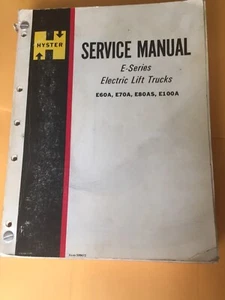 HYSTER
SERVICE MANUAL
E-Series
Electric Lift Trucks
E60A, E70A, E80AS, E100A